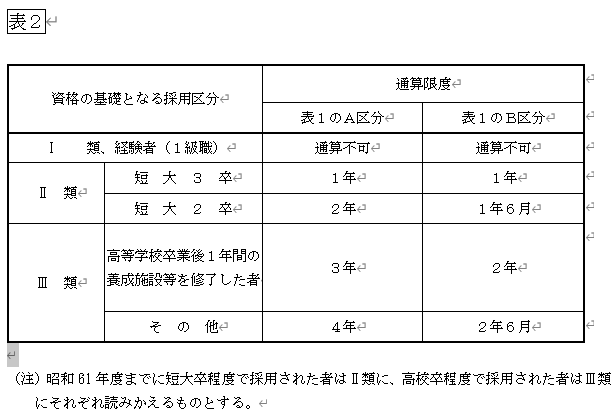 表２
資格の基礎となる採用区分
通算限度
表１のＡ区分
表１のＢ区分
Ⅰ　類、経験者（１級職）
通算不可
通算不可
Ⅱ　類
短　大　３　卒
１年
１年
短　大　２　卒
２年
１年６月
Ⅲ　類
高等学校卒業後１年間の
養成施設等を修了した者
３年
２年
そ　の　他
４年
２年６月
（注）昭和61年度までに短大卒程度で採用された者はⅡ類に、高校卒程度で採用された者はⅢ類
にそれぞれ読みかえるものとする。